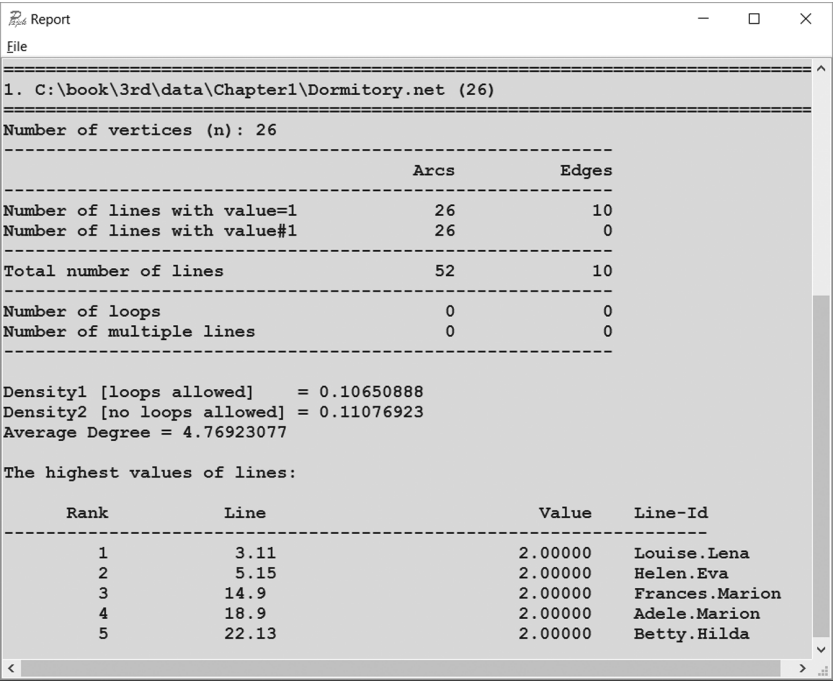 Pajek Report
File
==============================================================================
1. C:\book\3rd\data\Chapter1\Dormitory.net (26)
==============================================================================
Number of vertices (n): 26
----------------------------------------------------------
Arcs Edges
----------------------------------------------------------
Number of lines with value=1 26 10
Number of lines with value#1 26 0
----------------------------------------------------------
Total number of lines 52 10
----------------------------------------------------------
Number of loops 0 0
Number of multiple lines 0 0
----------------------------------------------------------
Density1 [loops allowed] = 0.10650888
Density2 [no loops allowed] = 0.11076923
Average Degree = 4.76923077
The highest values of lines:
Rank Line Value Line-Id
-------------------------------------------------------------------
1 3.11 2.00000 Louise.Lena
2 5.15 2.00000 Helen.Eva
3 14.9 2.00000 Frances.Marion
4 18.9 2.00000 Adele.Marion
5 22.13 2.00000 Betty.Hilda